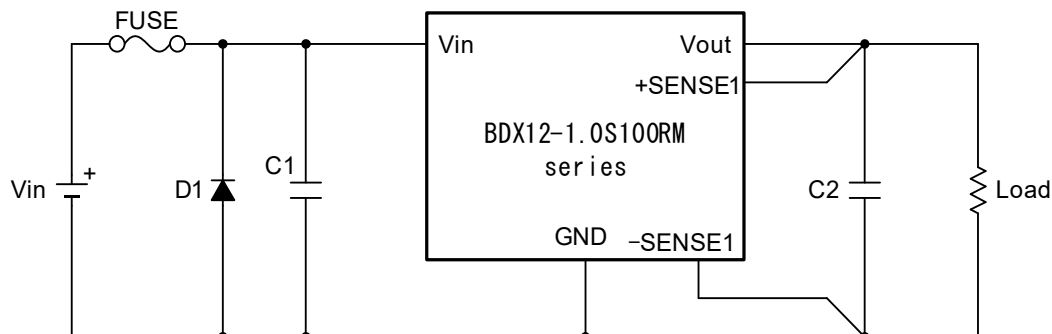 FUSE
Vin
Vout
+SENSE1
BDX12-1.0S100RM
series
C1
+
Vin
D1
C2
Load
GND
-SENSE1